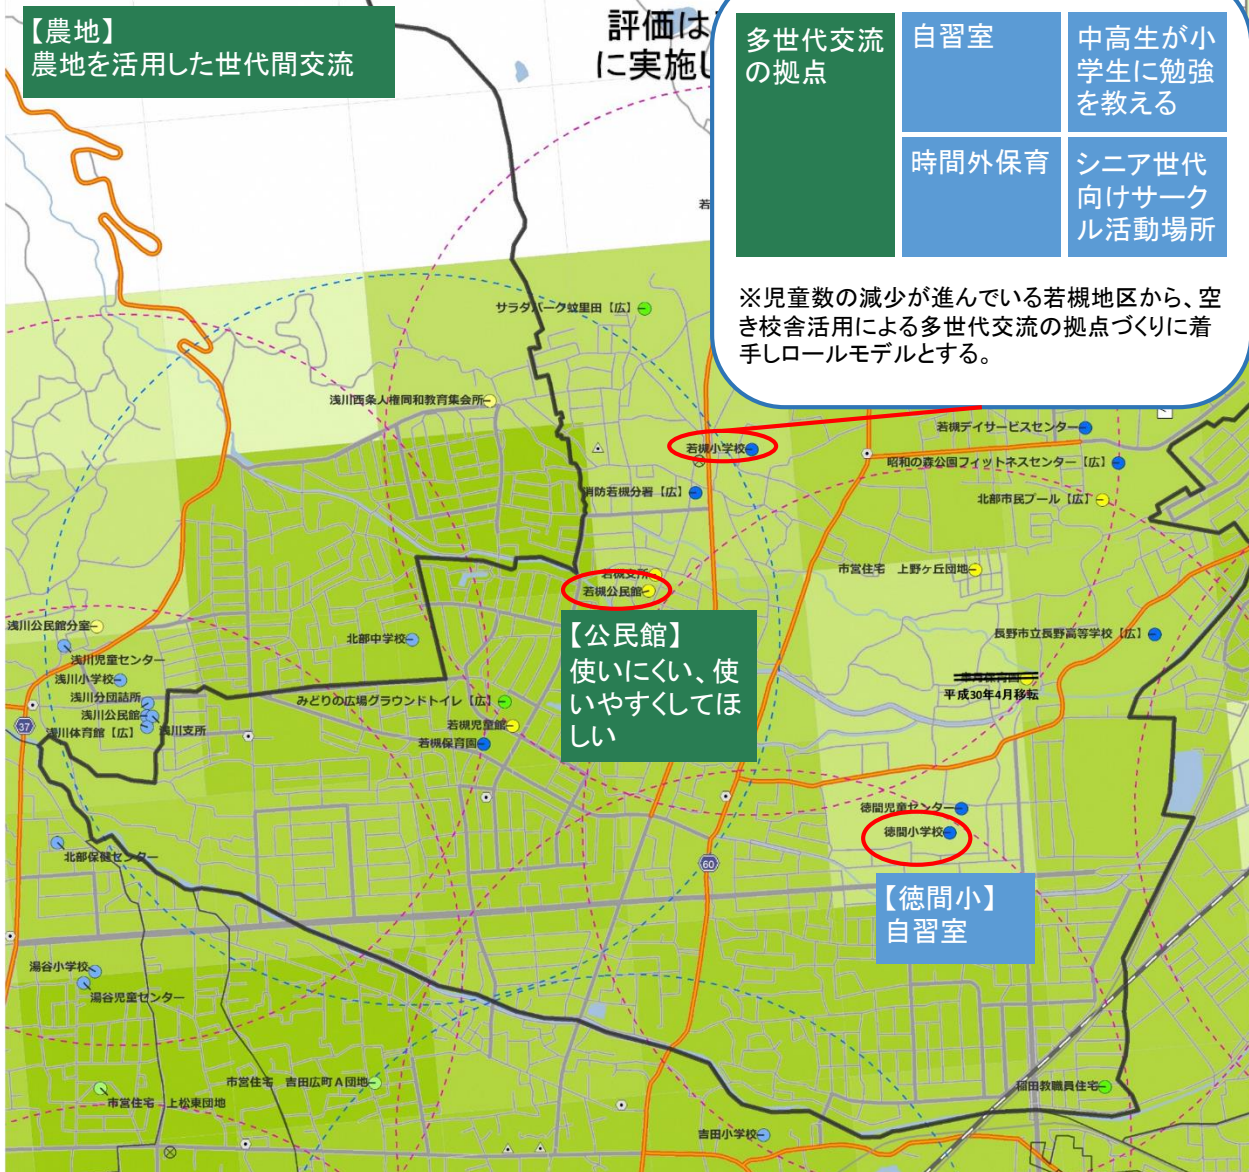 【農地】
農地を活用した世代間交流
評価は
に実施し
多世代交流
の拠点
自習室
中高生が小
学生に勉強
を教える
時間外保育
シニア世代
向けサーク
ル活動場所
※児童数の減少が進んでいる若槻地区から、空
き校舎活用による多世代交流の拠点づくりに着
手しロールモデルとする。
若
サラダパーク蚊里田【広】
浅川西条人権同和教育集会所
若槻デイサービスセンター
若槻小学校
昭和の森公園フィットネスセンター【広】
消防若槻分署【広】
北部市民プール【広】
市営住宅 上野ヶ丘団地
若槻支所
若槻公民館
【公民館】
使いにくい、使
いやすくしてほ
しい
浅川公民館分室
北部中学校
長野市立長野高等学校【広】
浅川児童センター
浅川小学校
浅川分団詰所
浅川公民館
浅川支所
浅川体育館【広】
37
平成30年4月移転
みどりの広場グラウンドトイレ【広】
若槻児童館
若槻保育園
徳間児童センター
徳間小学校
北部保健センター
60
【徳間小】
自習室
湯谷小学校
湯谷児童センター
市営住宅 吉田広町A団地
市営住宅 上松東団地
稲田教職員住宅
吉田小学校